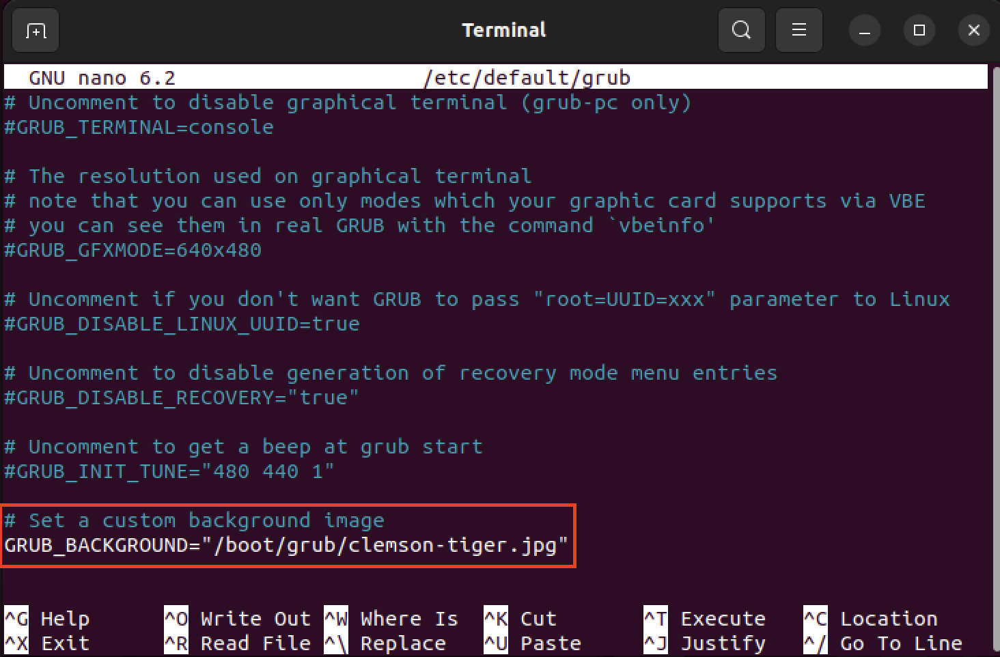 Terminal
GNU nano 6.2 /etc/default/grub
# Uncomment to disable graphical terminal (grub-pc only)
#GRUB_TERMINAL=console
# The resolution used on graphical terminal
# note that you can use only modes which your graphic card supports via VBE
# you can see them in real GRUB with the command `vbeinfo'
#GRUB_GFXMODE=640x480
# Uncomment if you don't want GRUB to pass "root=UUID=xxx" parameter to Linux
#GRUB_DISABLE_LINUX_UUID=true
# Uncomment to disable generation of recovery mode menu entries
#GRUB_DISABLE_RECOVERY="true"
# Uncomment to get a beep at grub start
#GRUB_INIT_TUNE="480 440 1"
# Set a custom background image
GRUB_BACKGROUND="/boot/grub/clemson-tiger.jpg"
^G Help ^O Write Out ^W Where Is ^K Cut ^T Execute ^C Location
^X Exit ^R Read File ^\ Replace ^U Paste ^J Justify ^/ Go To Line